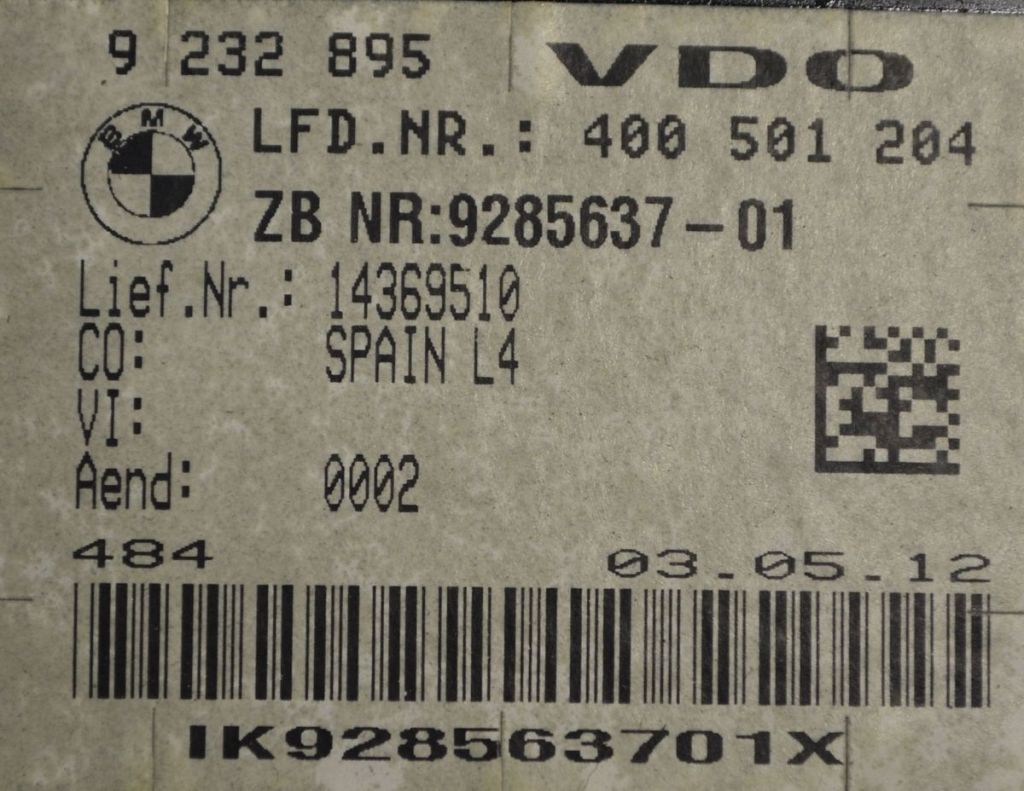 9 232 895 VDO
BMW
LFD.NR.: 400 501 204
ZB NR:9285637-01
Lief.Nr.: 14369510
CO: SPAIN L4
VI:
Aend: 0002
484 03.05.12
IK928563701X